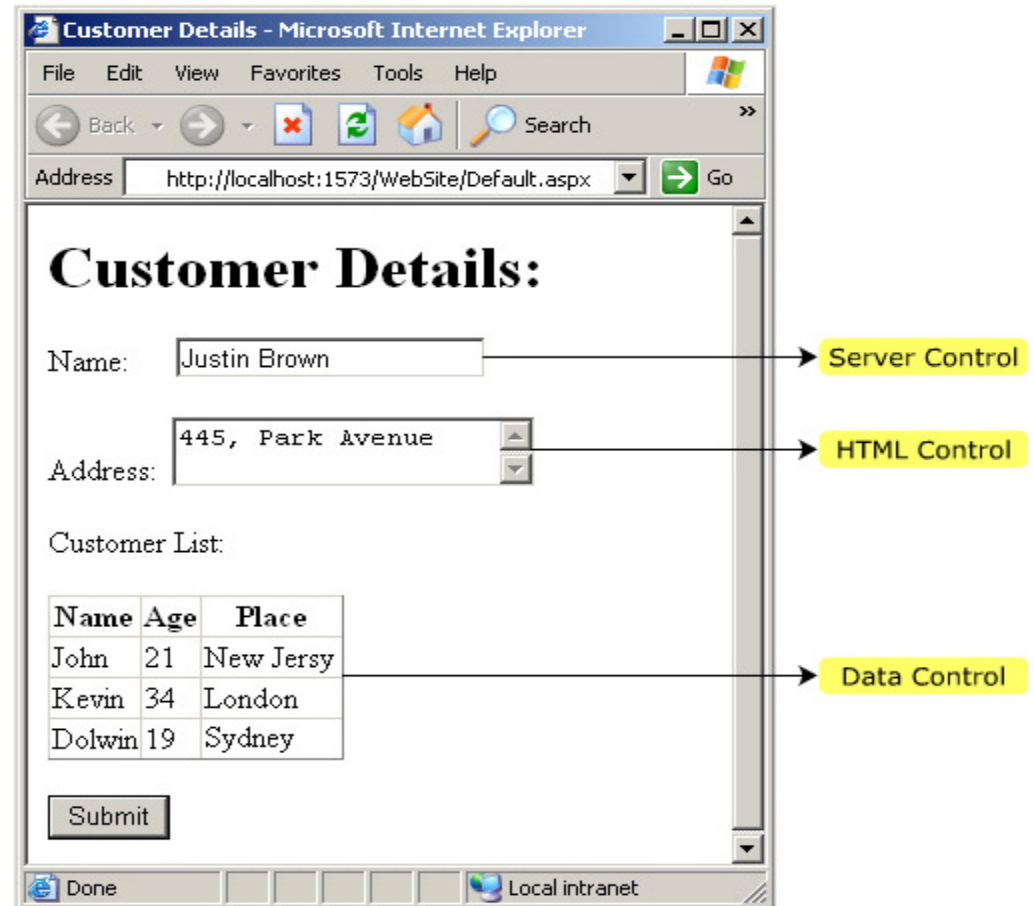 Customer Details - Microsoft Internet Explorer
File Edit View Favorites Tools Help
Back Search »
Address http://localhost:1573/WebSite/Default.aspx Go
Customer Details:
Name: Justin Brown
Server Control
445, Park Avenue
HTML Control
Address:
Customer List:
Name Age Place
John 21 New Jersy
Data Control
Kevin 34 London
Dolwin 19 Sydney
Submit
Done Local intranet